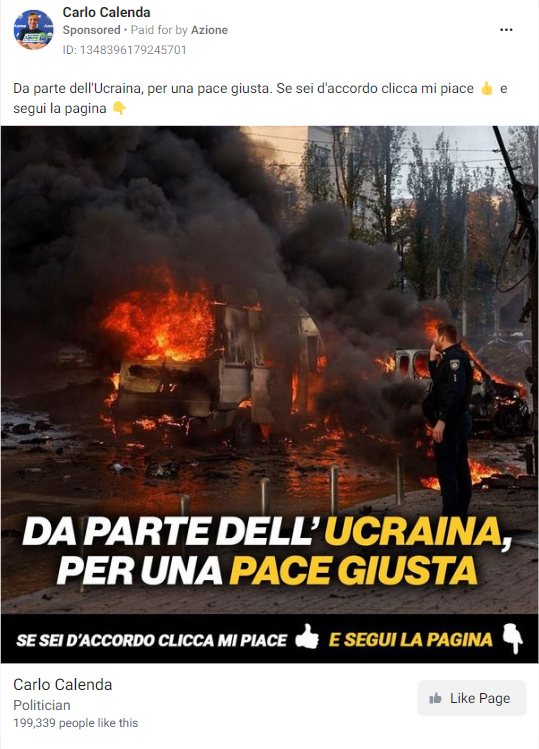 Carlo Calenda
Sponsored • Paid for by Azione
ID: 1348396179245701
Da parte dell'Ucraina, per una pace giusta. Se sei d'accordo clicca mi piace 👍 e
segui la pagina 👇
DA PARTE DELL'UCRAINA,
PER UNA PACE GIUSTA
SE SEI D'ACCORDO CLICCA MI PIACE 👍 E SEGUI LA PAGINA 👇
Carlo Calenda
Politician
199,339 people like this
Like Page